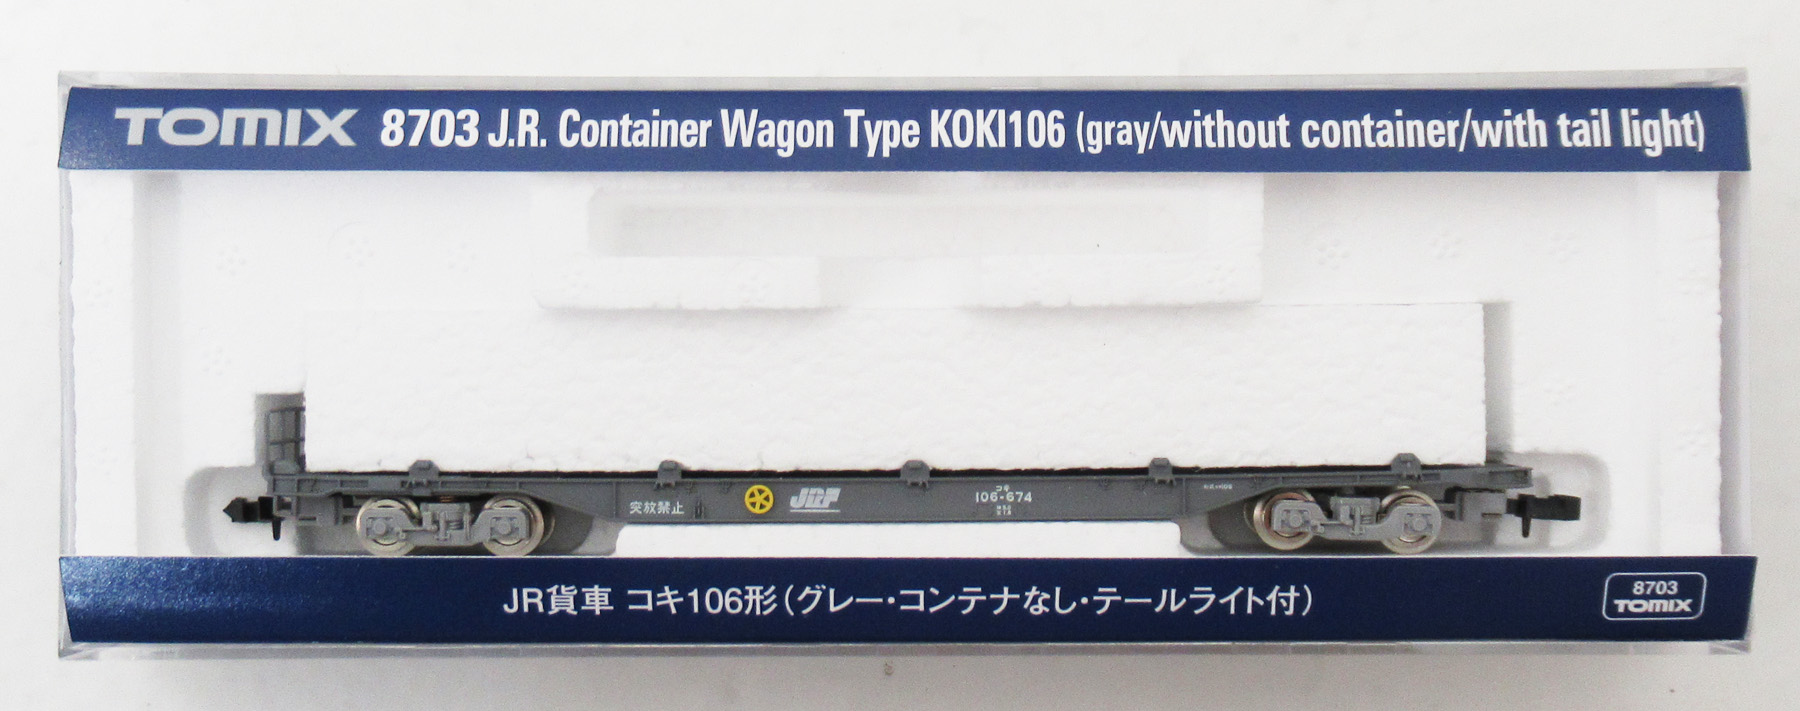 TOMIX 8703 J.R. Container Wagon Type KOKI106 (gray/without container/with tail light)
突放禁止 JRF コキ
106-674
JR貨車 コキ106形(グレー・コンテナなし・テールライト付)
8703
TOMIX